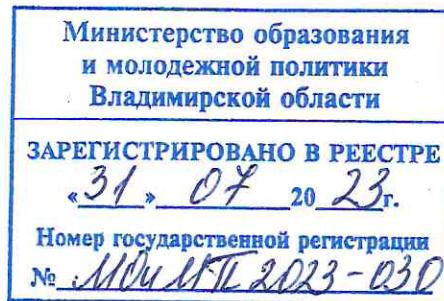 Министерство образования
и молодежной политики
Владимирской области
ЗАРЕГИСТРИРОВАНО В РЕЕСТРЕ
«31» 07 2023г.
Номер государственной регистрации
№ МОиМП 2023-030